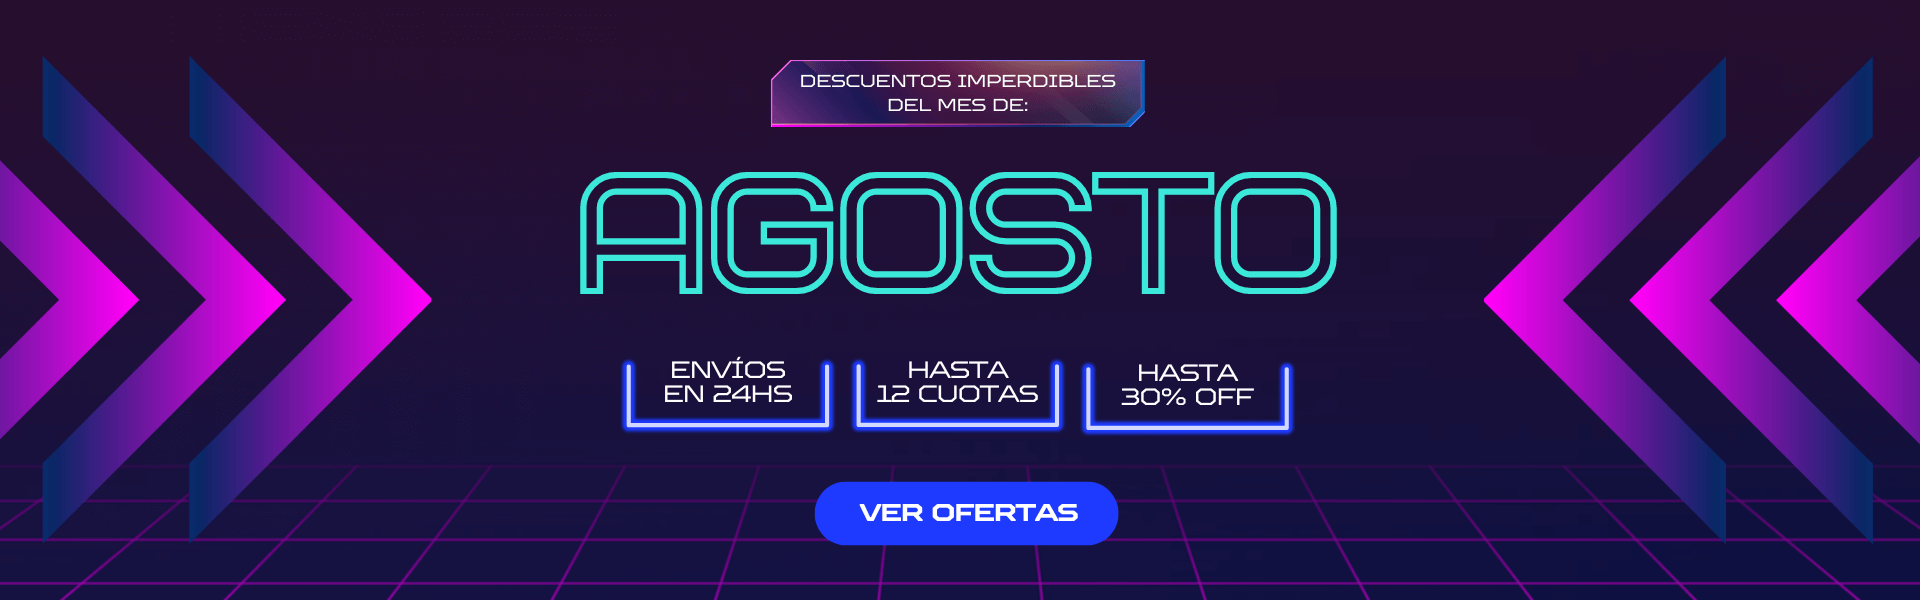 DESCUENTOS IMPERDIBLES
DEL MES DE:
AGOSTO
ENVÍOS
EN 24HS
HASTA
12 CUOTAS
HASTA
30% OFF
VER OFERTAS